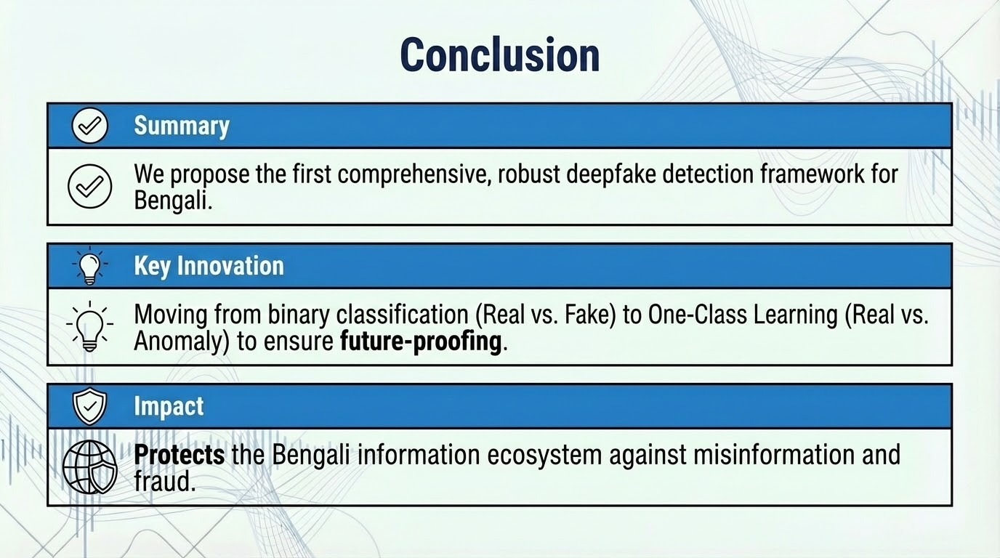 Conclusion
Summary
We propose the first comprehensive, robust deepfake detection framework for
Bengali.
Key Innovation
Moving from binary classification (Real vs. Fake) to One-Class Learning (Real vs.
Anomaly) to ensure future-proofing.
Impact
Protects the Bengali information ecosystem against misinformation and
fraud.